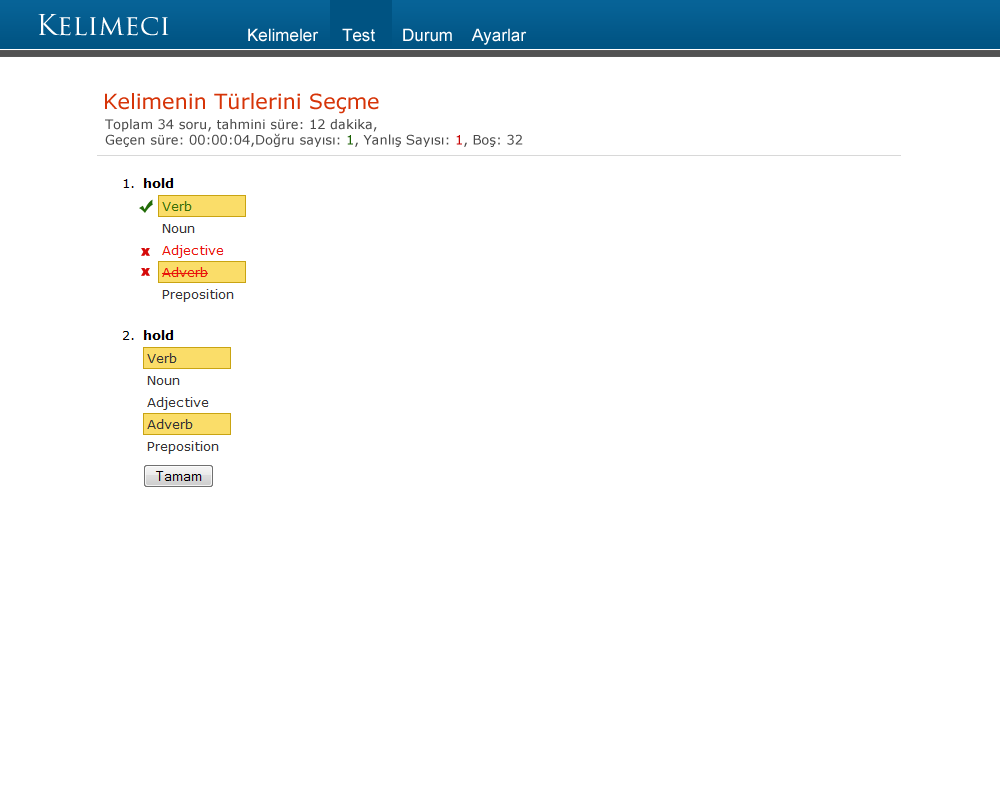 KELIMECI
Kelimeler Test Durum Ayarlar
Kelimenin Türlerini Seçme
Toplam 34 soru, tahmini süre: 12 dakika,
Geçen süre: 00:00:04,Doğru sayısı: 1, Yanlış Sayısı: 1, Boş: 32
1. hold
Verb
Noun
x Adjective
x Adverb
Preposition
2. hold
Verb
Noun
Adjective
Adverb
Preposition
Tamam